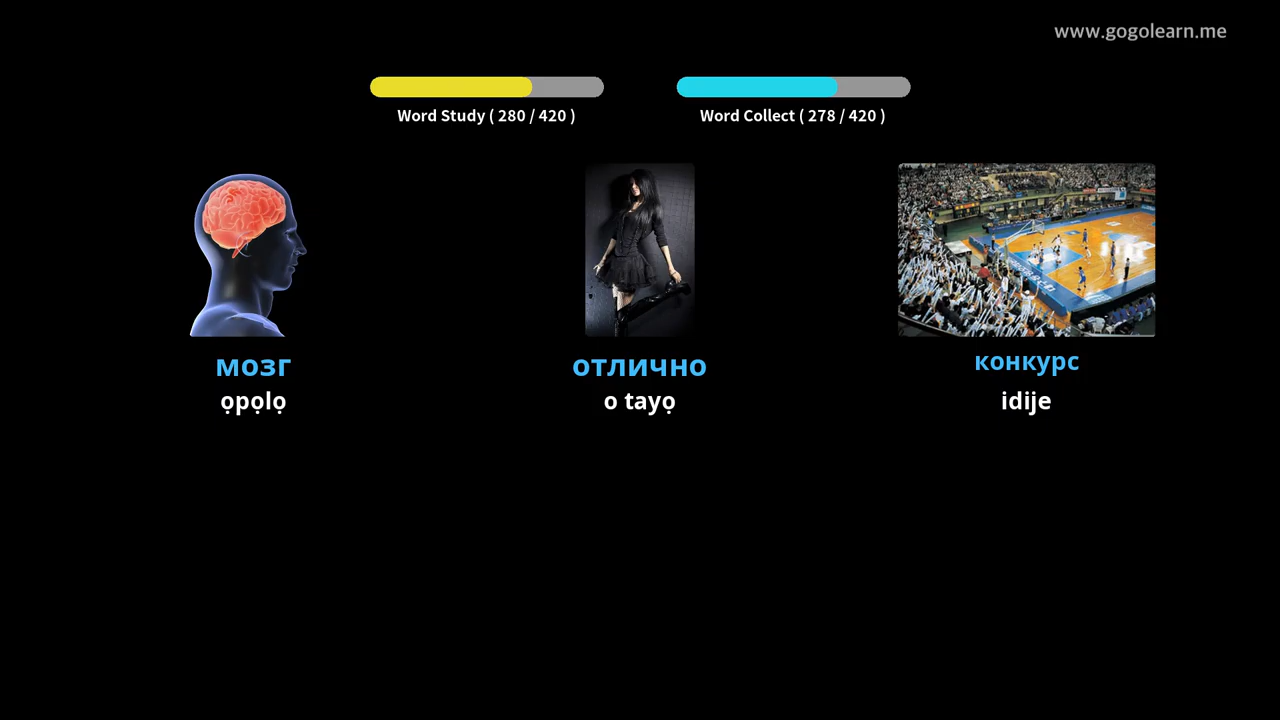 www.gogolearn.me
Word Study ( 280 / 420 )
Word Collect ( 278 / 420 )
мозг
отлично
конкурс
ọpọlọ
o tayọ
idije